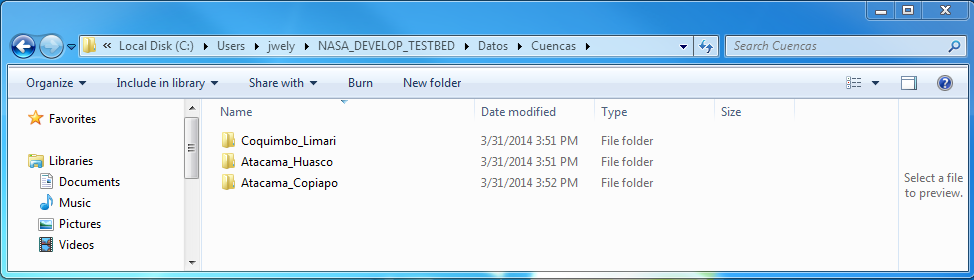 « Local Disk (C:) ▸ Users ▸ jwely ▸ NASA_DEVELOP_TESTBED ▸ Datos ▸ Cuencas ▸
Search Cuencas
Organize Include in library Share with Burn New folder
Name Date modified Type Size
Favorites
Libraries
Documents
Music
Pictures
Videos
Coquimbo_Limari 3/31/2014 3:51 PM File folder
Atacama_Huasco 3/31/2014 3:51 PM File folder
Atacama_Copiapo 3/31/2014 3:52 PM File folder
Select a file
to preview.